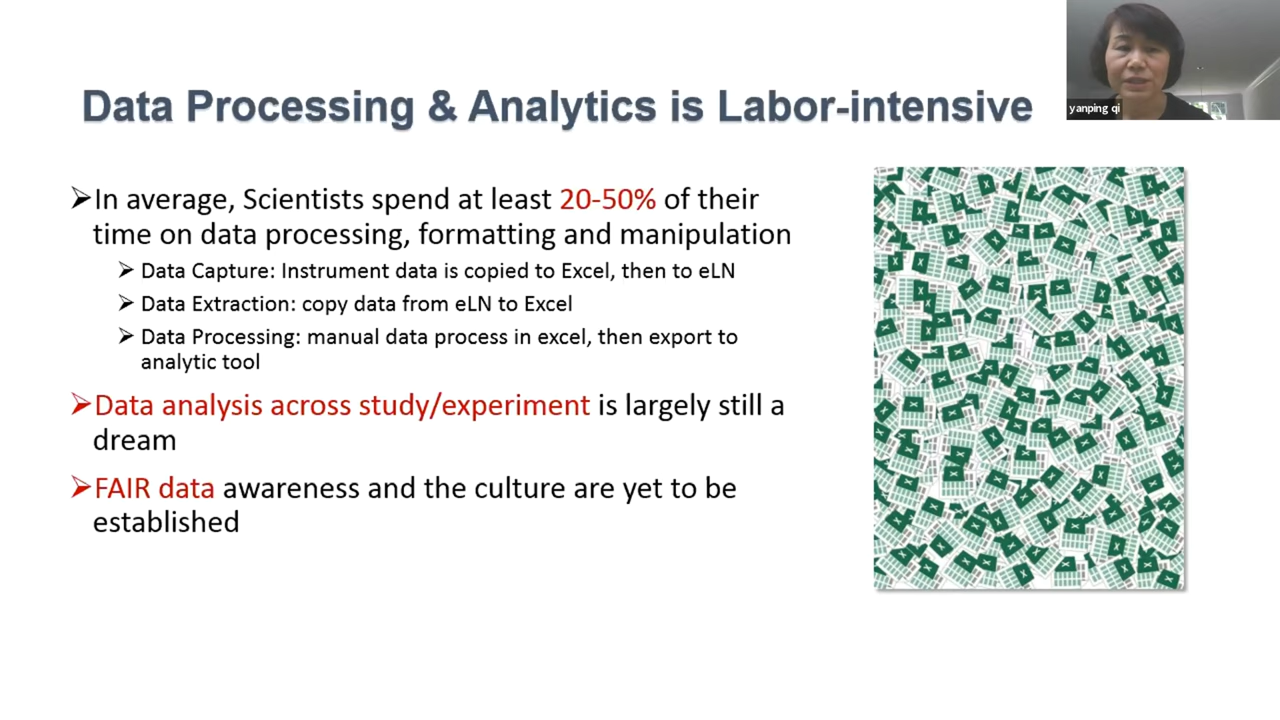 Data Processing & Analytics is Labor-intensive
yanping qi
➢In average, Scientists spend at least 20-50% of their
time on data processing, formatting and manipulation
➢ Data Capture: Instrument data is copied to Excel, then to eLN
➢ Data Extraction: copy data from eLN to Excel
➢ Data Processing: manual data process in excel, then export to
analytic tool
➢Data analysis across study/experiment is largely still a
dream
➢FAIR data awareness and the culture are yet to be
established